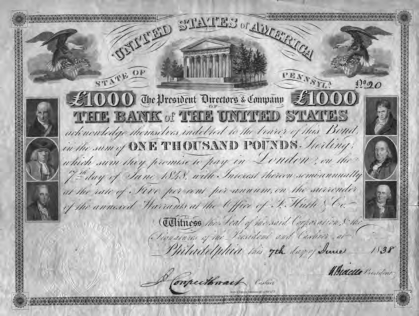 UNITED STATES of AMERICA
STATE OF PENNSYL.
No 20
£1000 The President Directors & Company £1000
OF
THE BANK of THE UNITED STATES
acknowledge themselves indebted to the bearer of this Bond,
in the sum of ONE THOUSAND POUNDS Sterling,
which sum they promise to pay in London, on the
7th day of June 1848, with Interest thereon semi annually
at the rate of Five per cent per annum, on the surrender
of the annexed Warrants at the Office of F. Huth & Co
Witness the Seal of the said Corporation & the
Signatures of the President and Cashier at
Philadelphia this 7th day of June 1838
N Biddle President
J. Cowperthwait Cashier